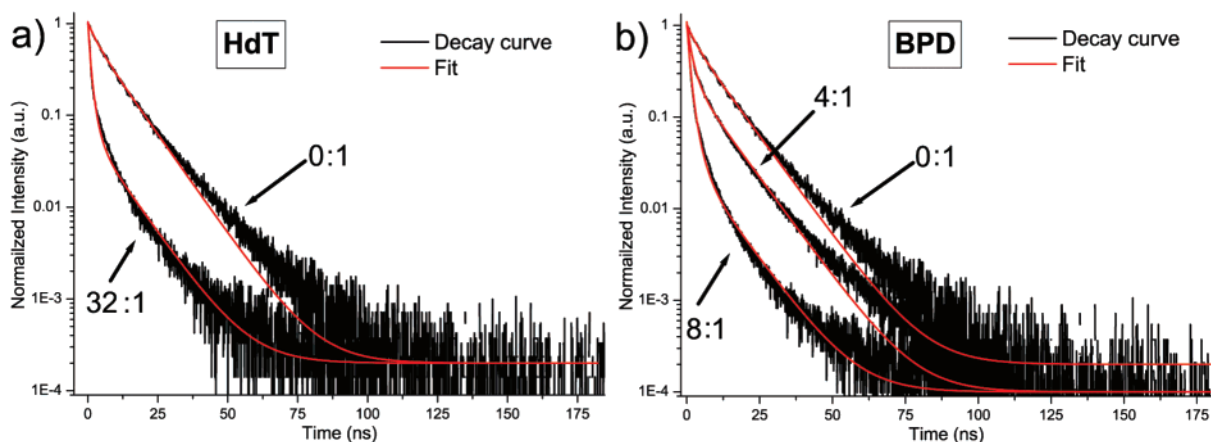 a)
HdT
Decay curve
Fit
0:1
32:1
Normailzed Intensity (a.u.)
1
0.1
0.01
1E-3
1E-4
0 25 50 75 100 125 150 175
Time (ns)
b)
BPD
Decay curve
Fit
4:1
0:1
8:1
Normailzed Intensity (a.u.)
1
0.1
0.01
1E-3
1E-4
0 25 50 75 100 125 150 175
Time (ns)